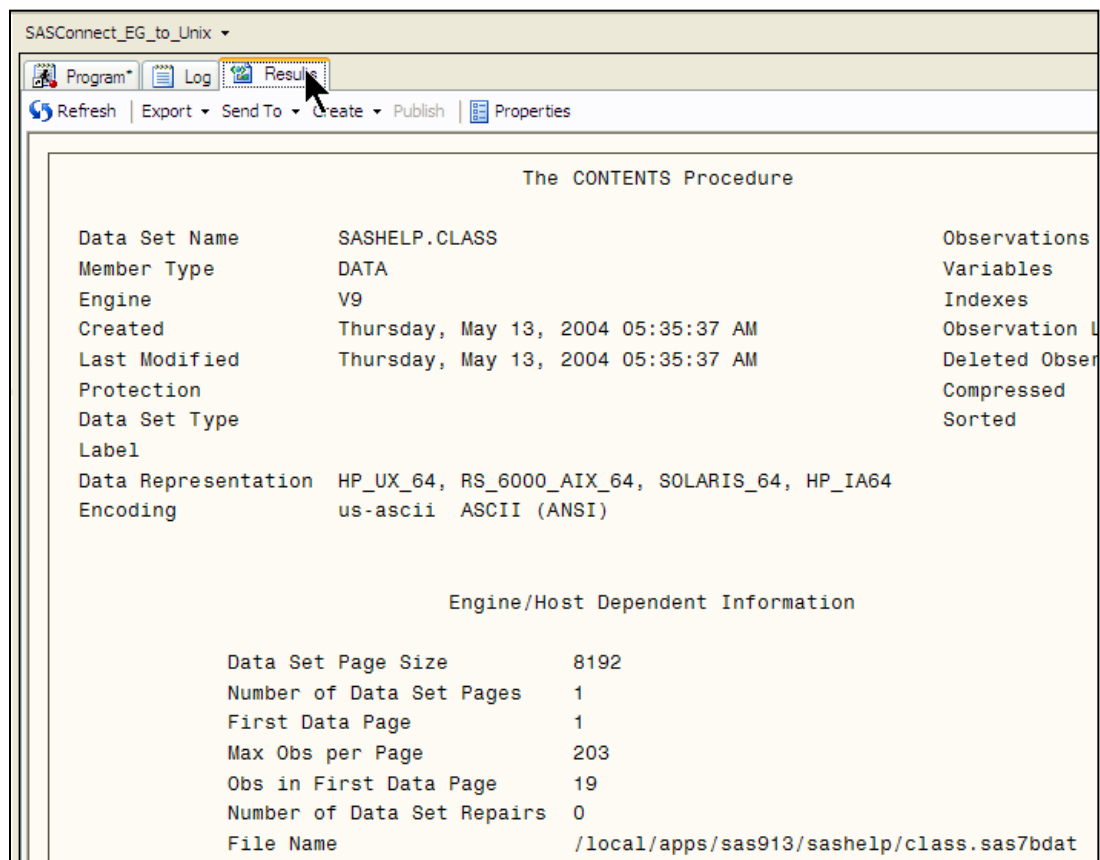 SASConnect_EG_to_Unix
Program* Log Results
Refresh Export Send To Create Publish Properties
The CONTENTS Procedure
Data Set Name SASHELP.CLASS Observations
Member Type DATA Variables
Engine V9 Indexes
Created Thursday, May 13, 2004 05:35:37 AM Observation L
Last Modified Thursday, May 13, 2004 05:35:37 AM Deleted Obser
Protection Compressed
Data Set Type Sorted
Label
Data Representation HP_UX_64, RS_6000_AIX_64, SOLARIS_64, HP_IA64
Encoding us-ascii ASCII (ANSI)
Engine/Host Dependent Information
Data Set Page Size 8192
Number of Data Set Pages 1
First Data Page 1
Max Obs per Page 203
Obs in First Data Page 19
Number of Data Set Repairs 0
File Name /local/apps/sas913/sashelp/class.sas7bdat